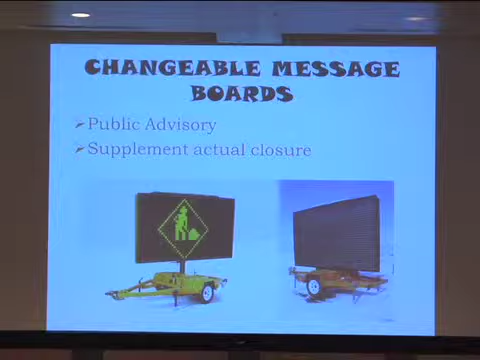 CHANGEABLE MESSAGE
BOARDS
➢Public Advisory
➢Supplement actual closure